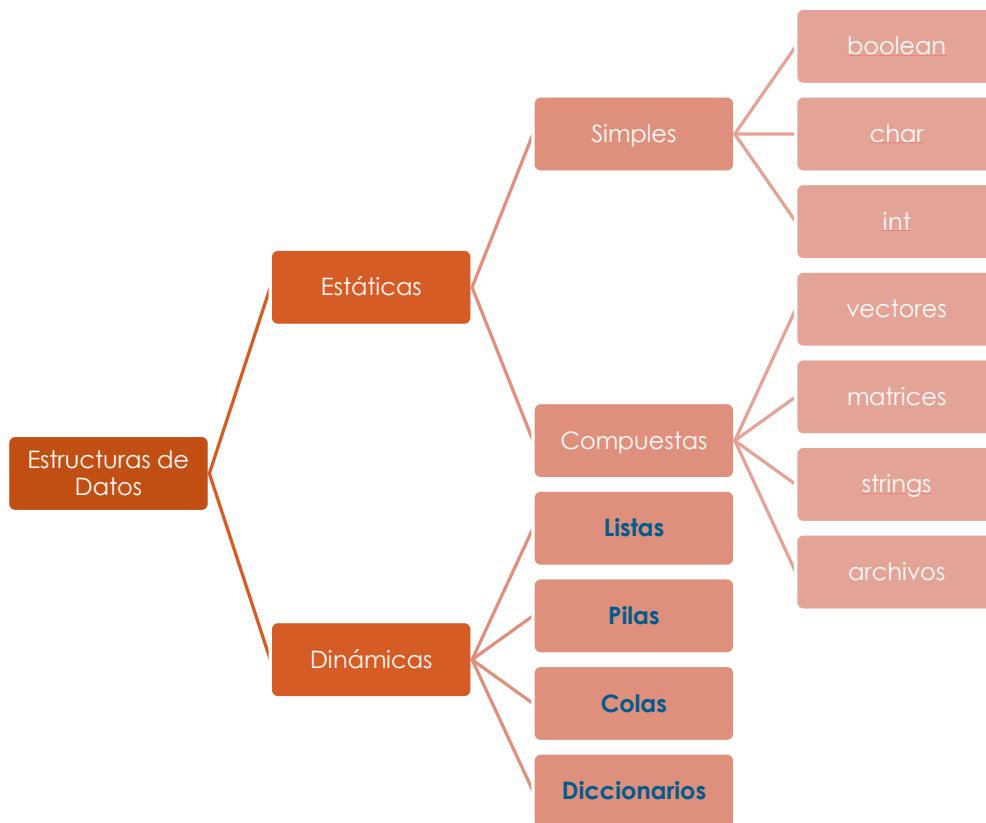 Estructuras de
Datos
Estáticas
Simples
boolean
char
int
Compuestas
vectores
matrices
strings
archivos
Dinámicas
Listas
Pilas
Colas
Diccionarios